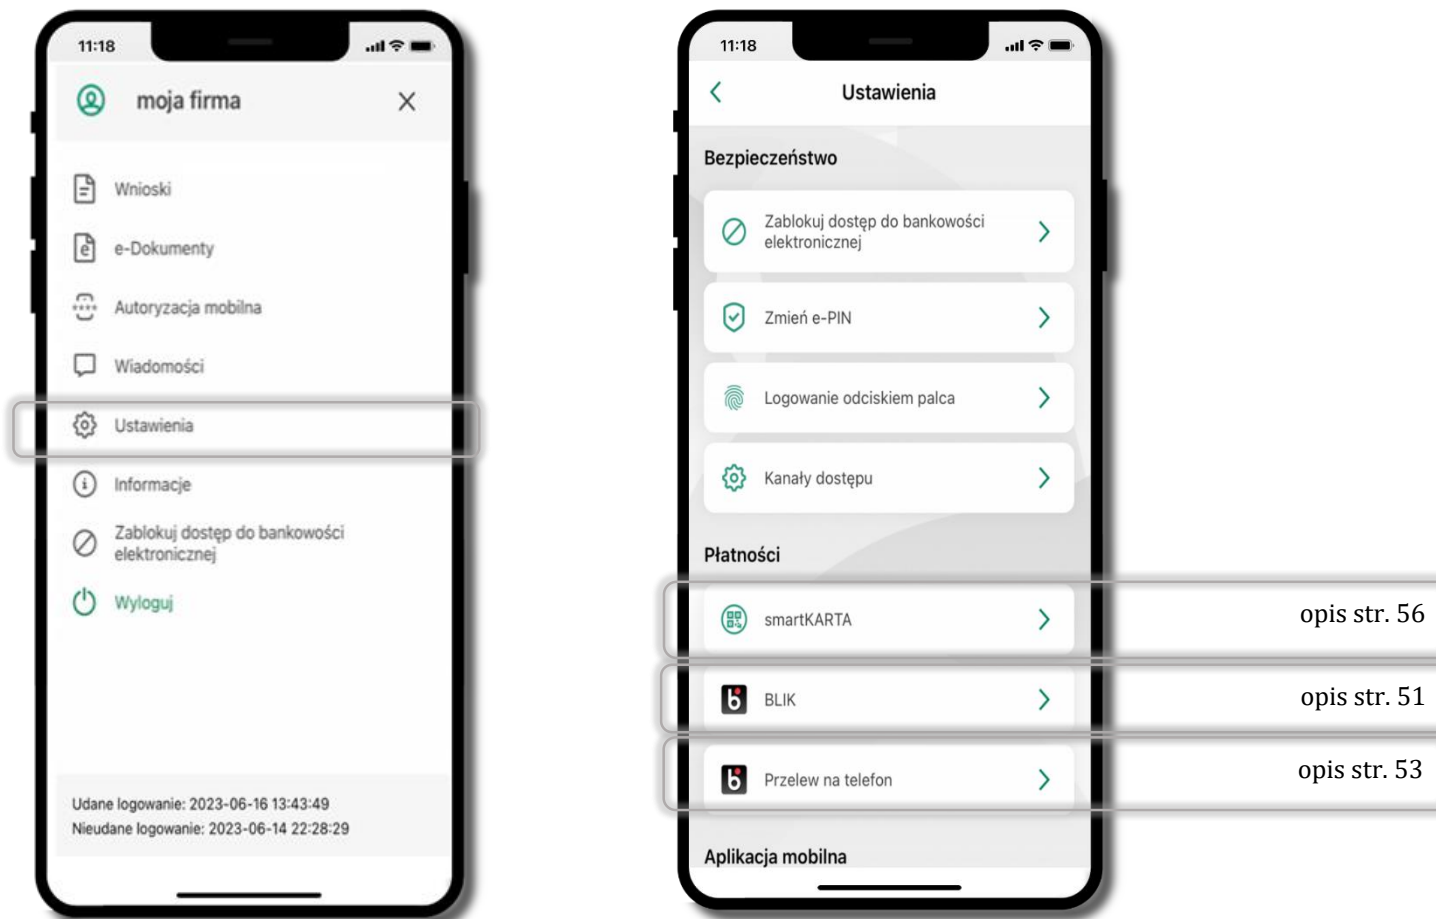 11:18
moja firma
Wnioski
e-Dokumenty
Autoryzacja mobilna
Wiadomości
Ustawienia
Informacje
Zablokuj dostęp do bankowości
elektronicznej
Wyloguj
Udane logowanie: 2023-06-16 13:43:49
Nieudane logowanie: 2023-06-14 22:28:29
11:18
Ustawienia
Bezpieczeństwo
Zablokuj dostęp do bankowości
elektronicznej
Zmień e-PIN
Logowanie odciskiem palca
Kanały dostępu
Płatności
smartKARTA
opis str. 56
BLIK
opis str. 51
Przelew na telefon
opis str. 53
Aplikacja mobilna